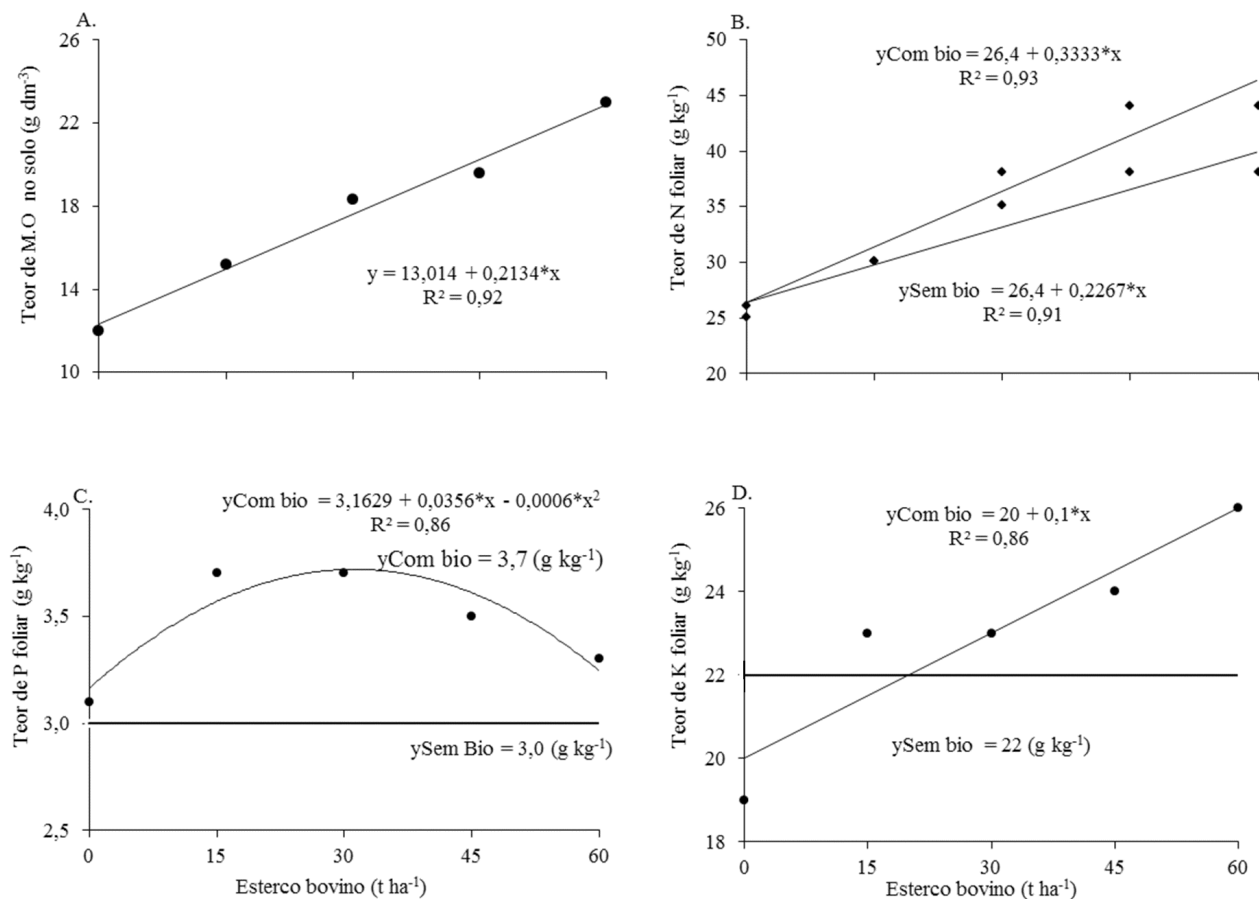 A.
Teor de M.O no solo (g dm⁻³)
26
22
18
14
10
y = 13,014 + 0,2134*x
R² = 0,92
B.
Teor de N foliar (g kg⁻¹)
50
45
40
35
30
25
20
yCom bio = 26,4 + 0,3333*x
R² = 0,93
ySem bio = 26,4 + 0,2267*x
R² = 0,91
C.
Teor de P foliar (g kg⁻¹)
4,0
3,5
3,0
2,5
yCom bio = 3,1629 + 0,0356*x - 0,0006*x²
R² = 0,86
yCom bio = 3,7 (g kg⁻¹)
ySem Bio = 3,0 (g kg⁻¹)
0 15 30 45 60
Esterco bovino (t ha⁻¹)
D.
Teor de K foliar (g kg⁻¹)
26
24
22
20
18
yCom bio = 20 + 0,1*x
R² = 0,86
ySem bio = 22 (g kg⁻¹)
0 15 30 45 60
Esterco bovino (t ha⁻¹)